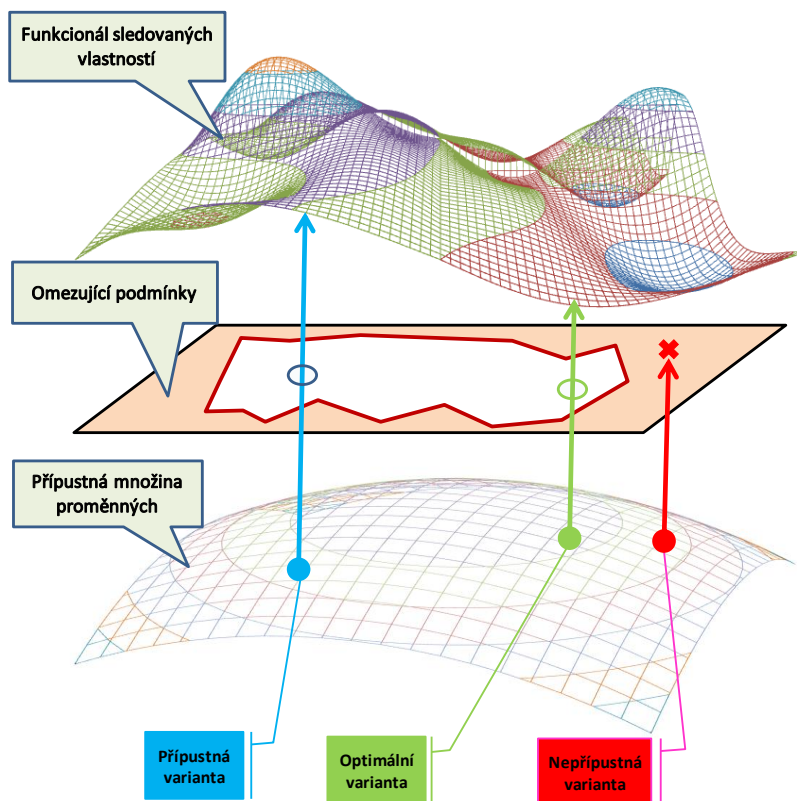 Funkcionál sledovaných
vlastností
Omezující podmínky
Přípustná množina
proměnných
Přípustná
varianta
Optimální
varianta
Nepřípustná
varianta